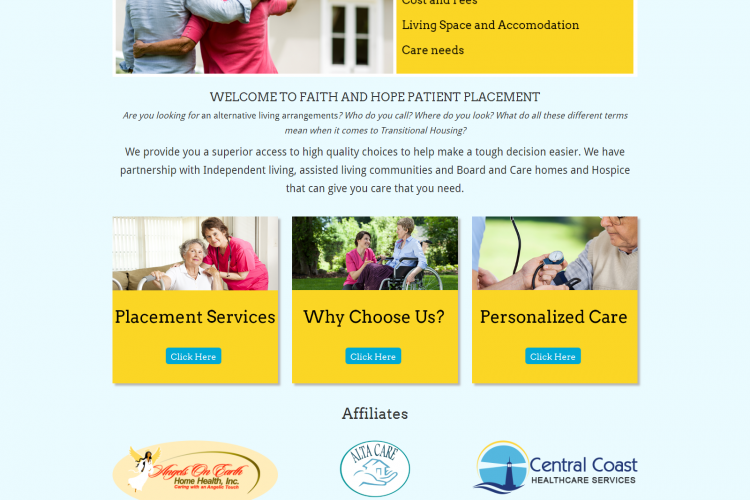 Cost and Fees
Living Space and Accomodation
Care needs
WELCOME TO FAITH AND HOPE PATIENT PLACEMENT
Are you looking for an alternative living arrangements? Who do you call? Where do you look? What do all these different terms
mean when it comes to Transitional Housing?
We provide you a superior access to high quality choices to help make a tough decision easier. We have
partnership with Independent living, assisted living communities and Board and Care homes and Hospice
that can give you care that you need.
Placement Services
Why Choose Us?
Personalized Care
Click Here
Click Here
Click Here
Affiliates
Angels On Earth
Home Health, Inc.
Caring with an Angelic Touch
ALTA CARE
Central Coast
HEALTHCARE SERVICES